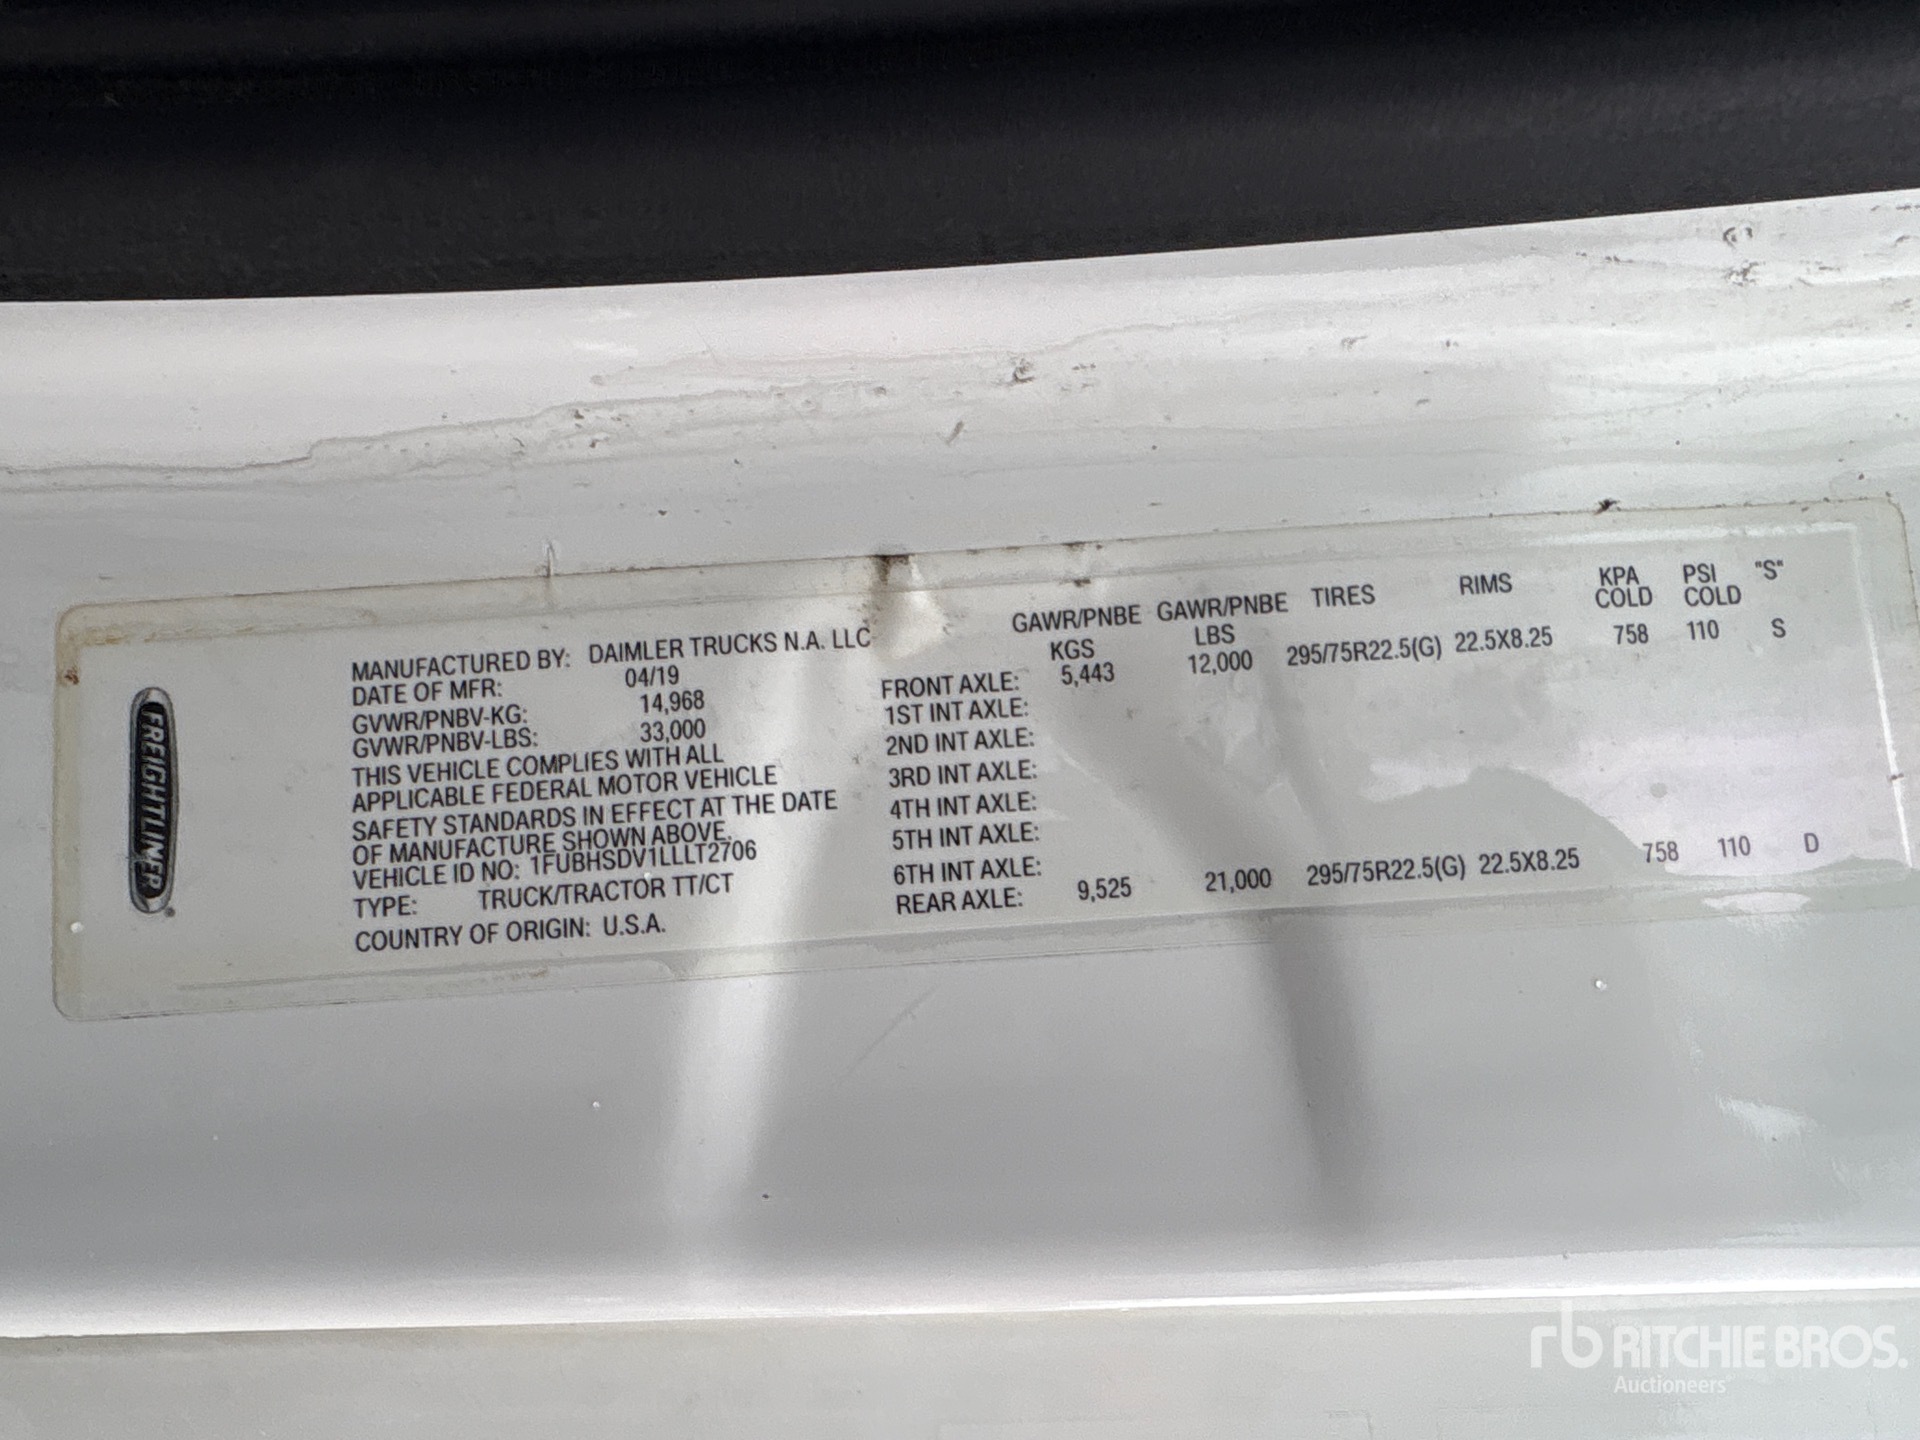 FREIGHTLINER
MANUFACTURED BY: DAIMLER TRUCKS N.A. LLC
DATE OF MFR: 04/19
GVWR/PNBV-KG: 14,968
GVWR/PNBV-LBS: 33,000
THIS VEHICLE COMPLIES WITH ALL
APPLICABLE FEDERAL MOTOR VEHICLE
SAFETY STANDARDS IN EFFECT AT THE DATE
OF MANUFACTURE SHOWN ABOVE.
VEHICLE ID NO: 1FUBHSDV1LLLT2706
TYPE: TRUCK/TRACTOR TT/CT
COUNTRY OF ORIGIN: U.S.A.
GAWR/PNBE GAWR/PNBE TIRES RIMS KPA PSI "S"
KGS LBS COLD COLD
FRONT AXLE: 5,443 12,000 295/75R22.5(G) 22.5X8.25 758 110 S
1ST INT AXLE:
2ND INT AXLE:
3RD INT AXLE:
4TH INT AXLE:
5TH INT AXLE:
6TH INT AXLE:
REAR AXLE: 9,525 21,000 295/75R22.5(G) 22.5X8.25 758 110 D
rb RITCHIE BROS.
Auctioneers